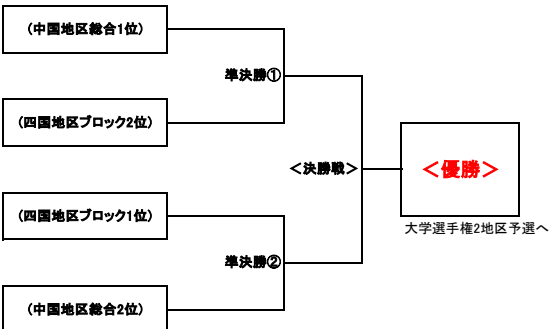 (中国地区総合1位)
準決勝①
(四国地区ブロック2位)
＜決勝戦＞
＜優勝＞
大学選手権2地区予選へ
(四国地区ブロック1位)
準決勝②
(中国地区総合2位)